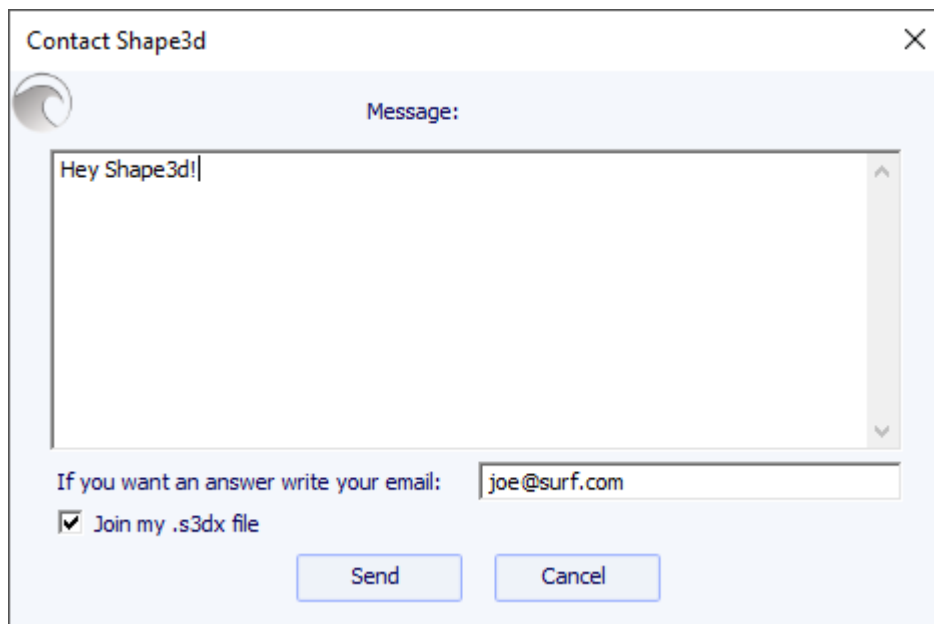 Contact Shape3d
Message:
Hey Shape3d!
If you want an answer write your email:
joe@surf.com
Join my .s3dx file
Send
Cancel